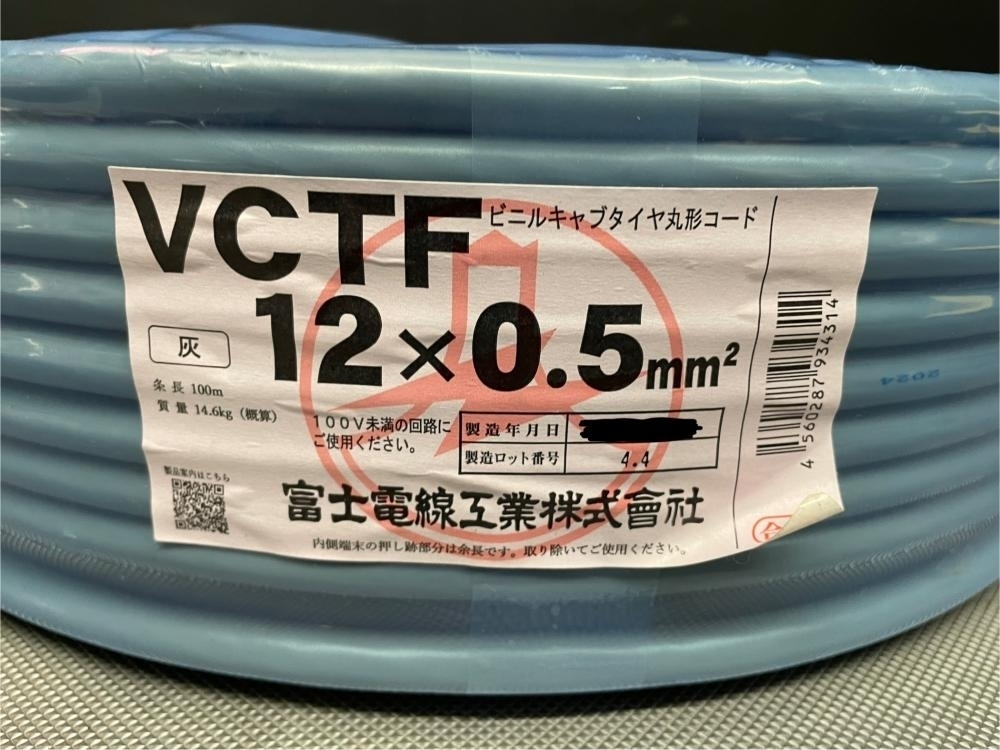 VCTF
ビニルキャブタイヤ丸形コード
12×0.5mm²
灰
条長 100m
質量 14.6kg（概算）
100V未満の回路に
ご使用ください。
製造年月日
製造ロット番号 4.4
製品案内はこちら
富士電線工業株式會社
内側端末の押し跡部分は余長です。取り除いてご使用ください。
4 560287 934314
2024